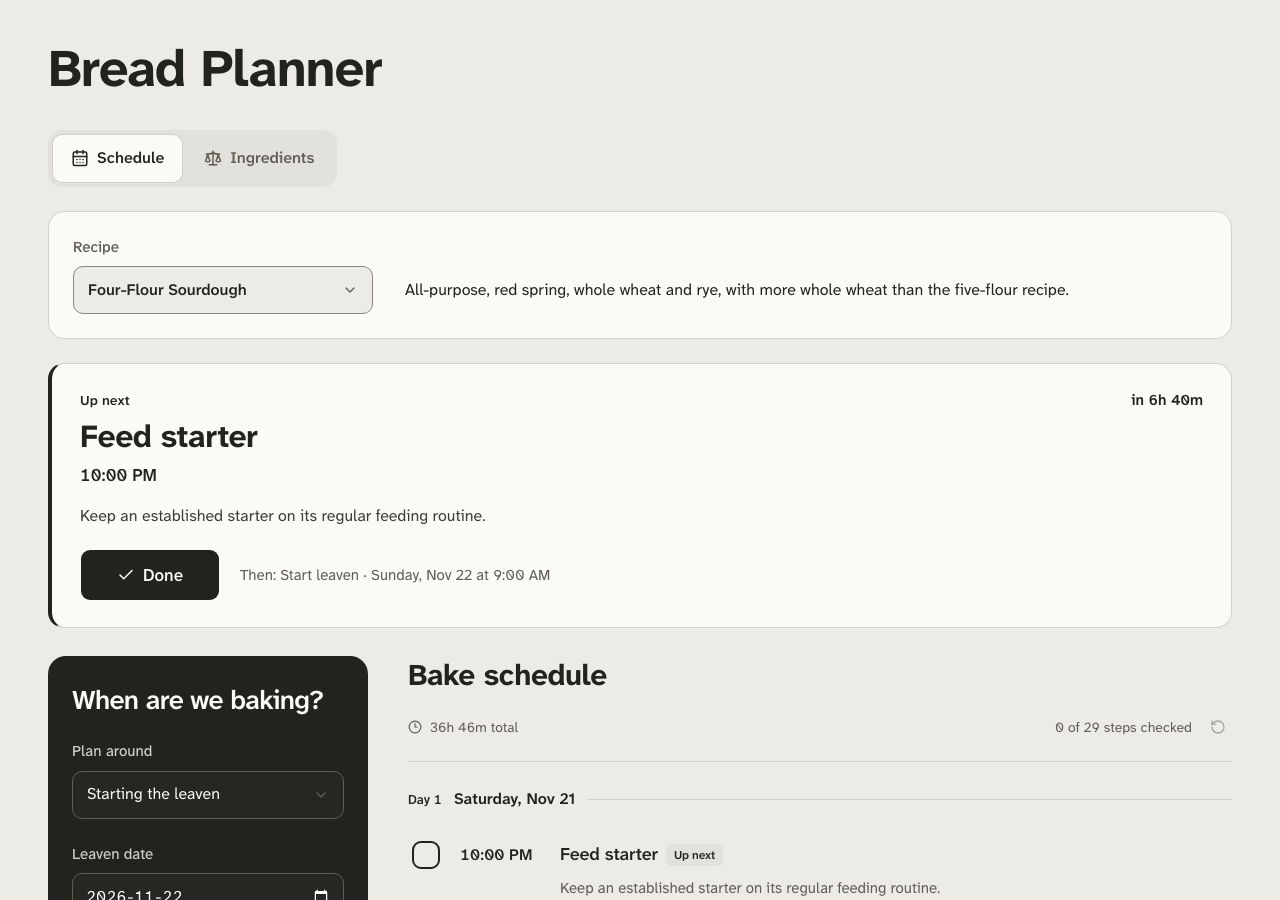 Bread Planner
Schedule
Ingredients
Recipe
Four-Flour Sourdough
All-purpose, red spring, whole wheat and rye, with more whole wheat than the five-flour recipe.
Up next
in 6h 40m
Feed starter
10:00 PM
Keep an established starter on its regular feeding routine.
Done
Then: Start leaven · Sunday, Nov 22 at 9:00 AM
When are we baking?
Plan around
Starting the leaven
Leaven date
2026-11-22
Bake schedule
36h 46m total
0 of 29 steps checked
Day 1 Saturday, Nov 21
10:00 PM
Feed starter
Up next
Keep an established starter on its regular feeding routine.